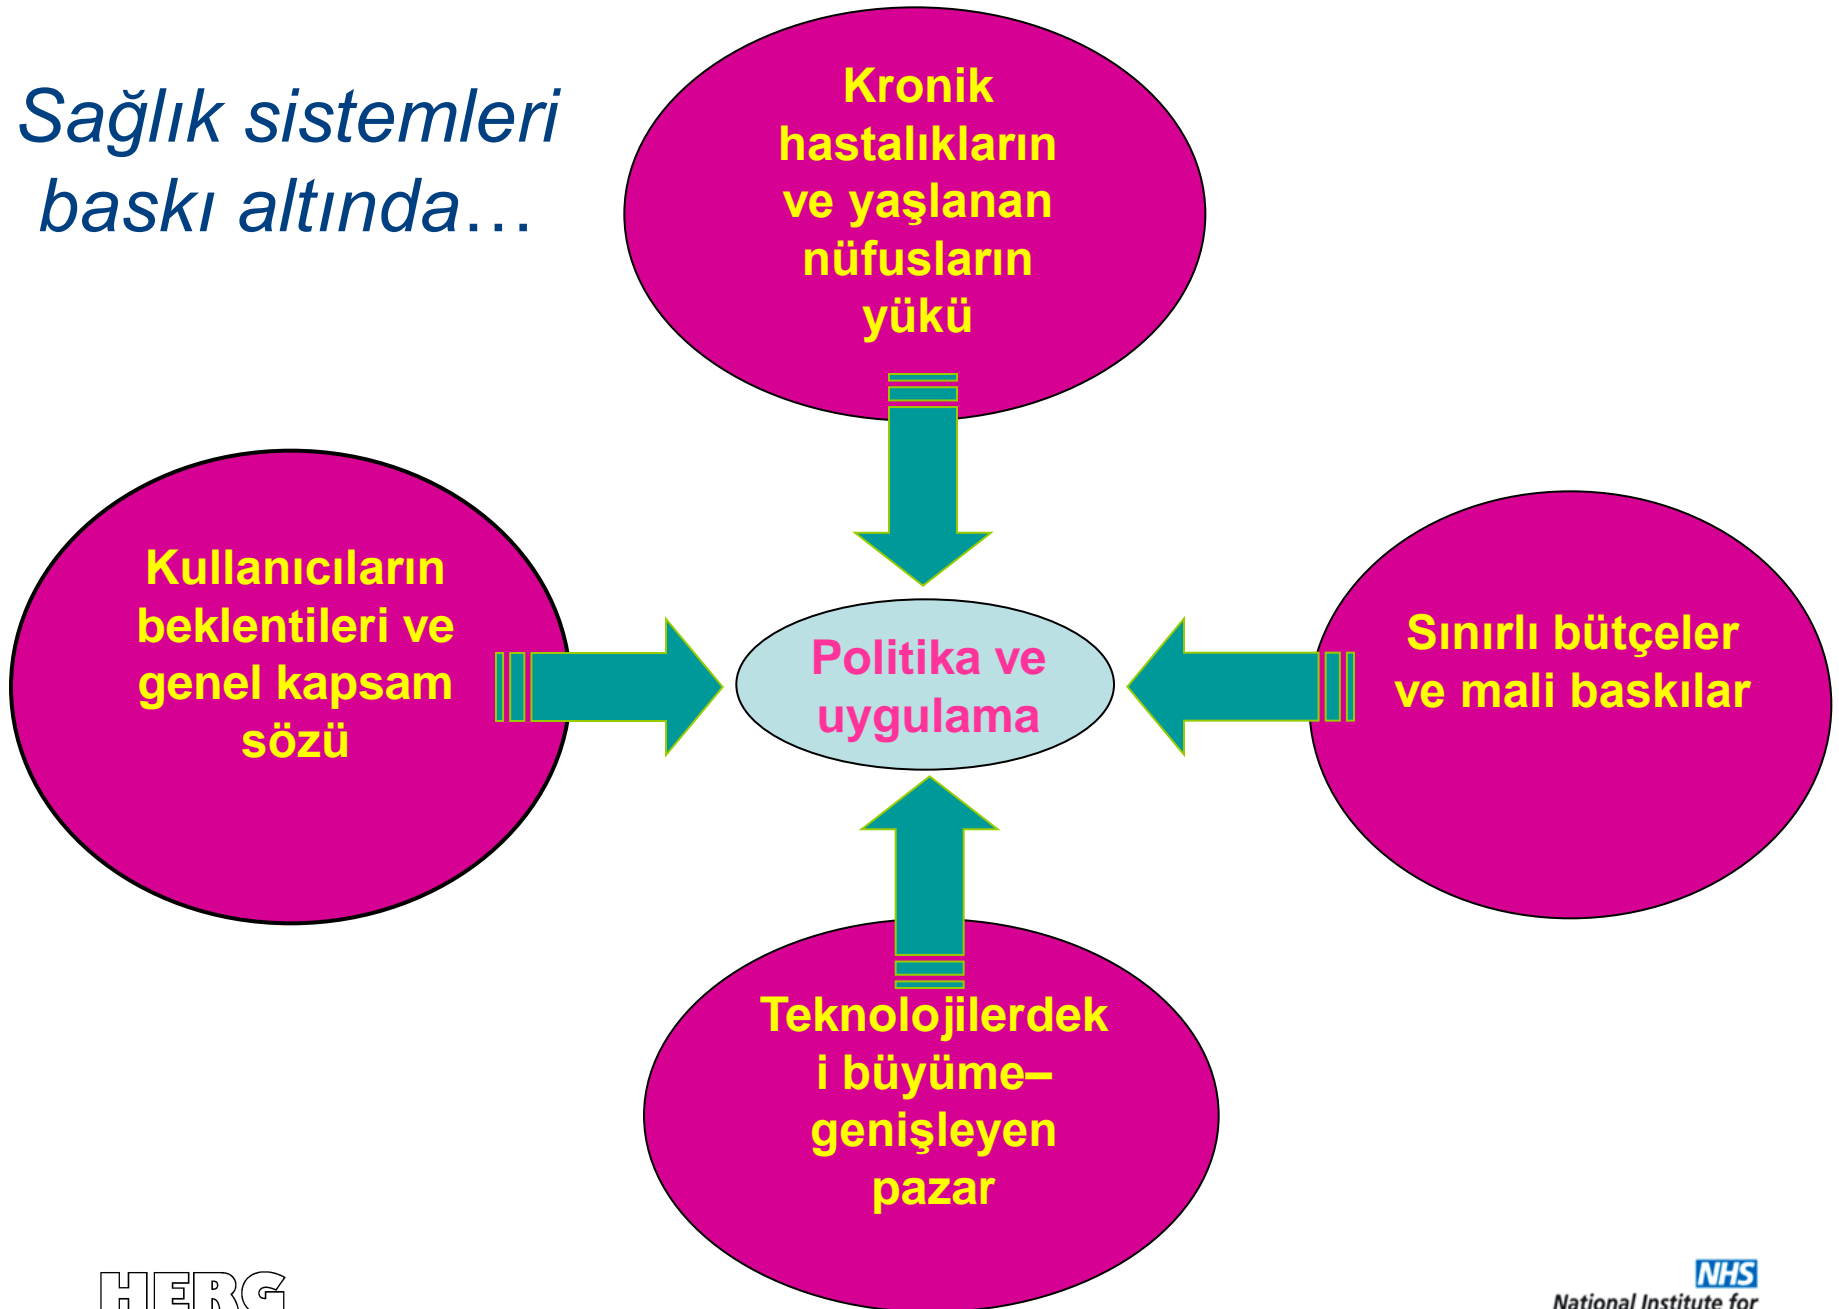 Sağlık sistemleri
baskı altında…
Kronik
hastalıkların
ve yaşlanan
nüfusların
yükü
Kullanıcıların
beklentileri ve
genel kapsam
sözü
Politika ve
uygulama
Sınırlı bütçeler
ve mali baskılar
Teknolojilerdek
i büyüme–
genişleyen
pazar
HERG
NHS
National Institute for